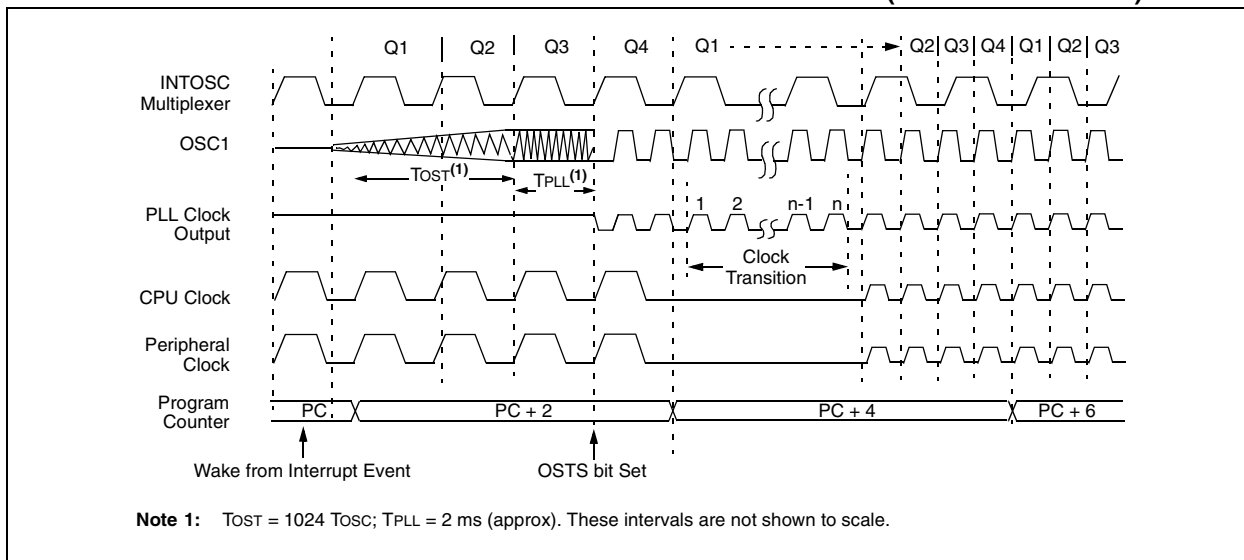 Q1 Q2 Q3 Q4 Q1 Q2 Q3 Q4 Q1 Q2 Q3
INTOSC
Multiplexer
OSC1
TOST(1) TPLL(1)
1 2 n-1 n
PLL Clock
Output
Clock
Transition
CPU Clock
Peripheral
Clock
Program
Counter
PC PC + 2 PC + 4 PC + 6
Wake from Interrupt Event OSTS bit Set
Note 1: TOST = 1024 TOSC; TPLL = 2 ms (approx). These intervals are not shown to scale.